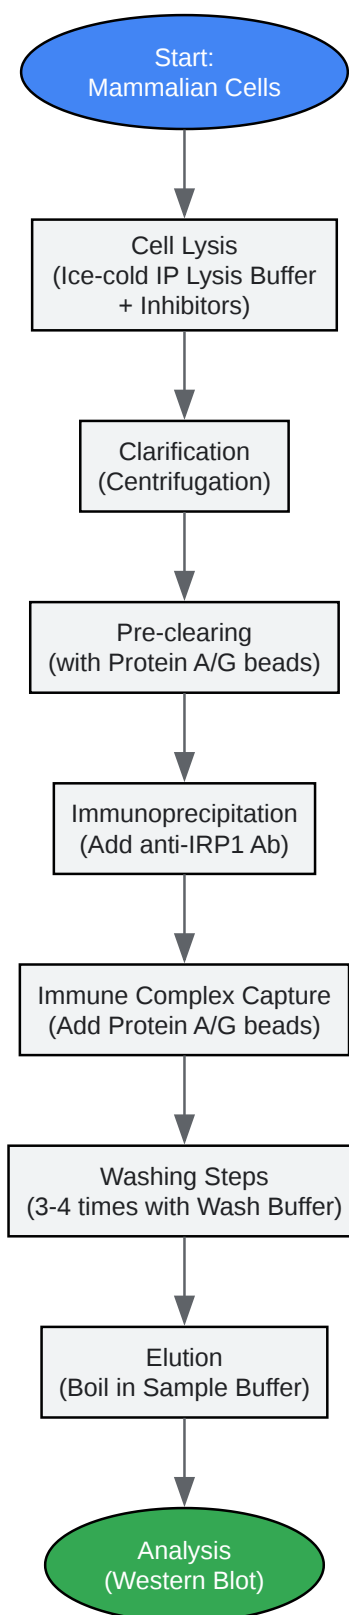 Start:
Mammalian Cells
Cell Lysis
(Ice-cold IP Lysis Buffer
+ Inhibitors)
Clarification
(Centrifugation)
Pre-clearing
(with Protein A/G beads)
Immunoprecipitation
(Add anti-IRP1 Ab)
Immune Complex Capture
(Add Protein A/G beads)
Washing Steps
(3-4 times with Wash Buffer)
Elution
(Boil in Sample Buffer)
Analysis
(Western Blot)